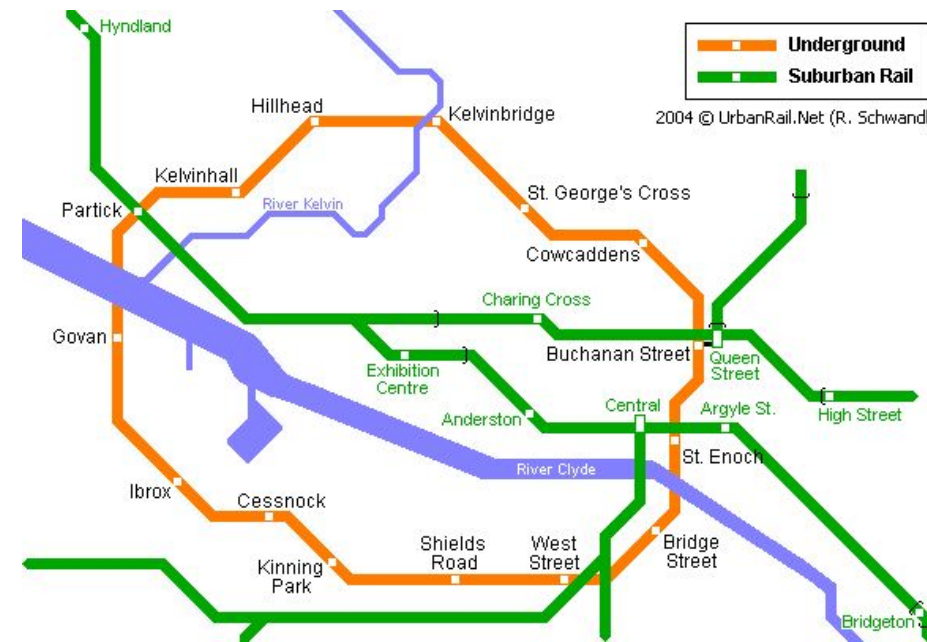 Hyndland
Underground
Suburban Rail
2004 © UrbanRail.Net (R. Schwandl
Hillhead
Kelvinbridge
Kelvinhall
River Kelvin
Partick
St. George's Cross
Cowcaddens
Charing Cross
Govan
Buchanan Street
Queen
Street
Exhibition
Centre
Central
Argyle St.
High Street
Anderston
St. Enoch
River Clyde
Ibrox
Cessnock
Kinning
Park
Shields
Road
West
Street
Bridge
Street
Bridgeton